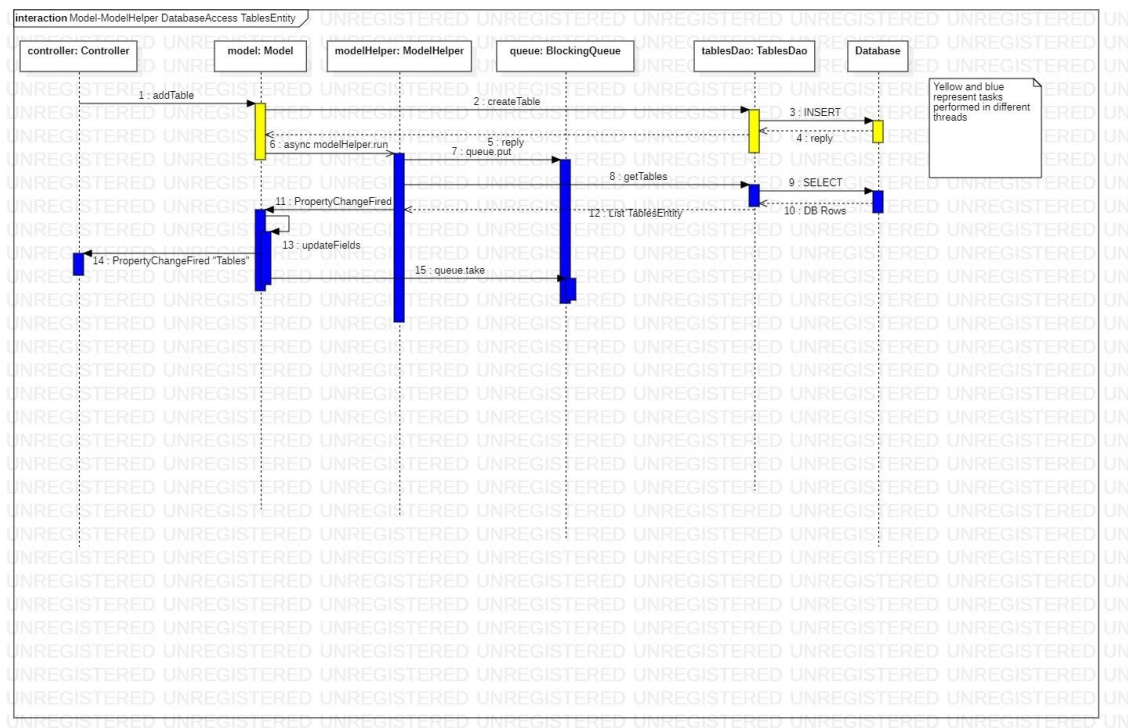 interaction Model-ModelHelper DatabaseAccess TablesEntity
controller: Controller
model: Model
modelHelper: ModelHelper
queue: BlockingQueue
tablesDao: TablesDao
Database
Yellow and blue
represent tasks
performed in different
threads
1 : addTable
2 : createTable
3 : INSERT
4 : reply
5 : reply
6 : async modelHelper.run
7 : queue.put
8 : getTables
9 : SELECT
10 : DB Rows
11 : PropertyChangeFired
12 : List TablesEntity
13 : updateFields
14 : PropertyChangeFired "Tables"
15 : queue.take
UNREGISTERED